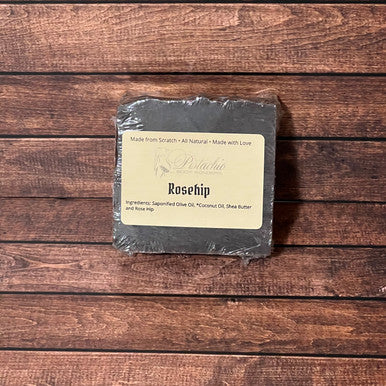 Made from Scratch • All Natural • Made with Love
Pistachio
Rosehip
Ingredients: Saponified Olive Oil, *Coconut Oil, Shea Butter
and Rose Hip.